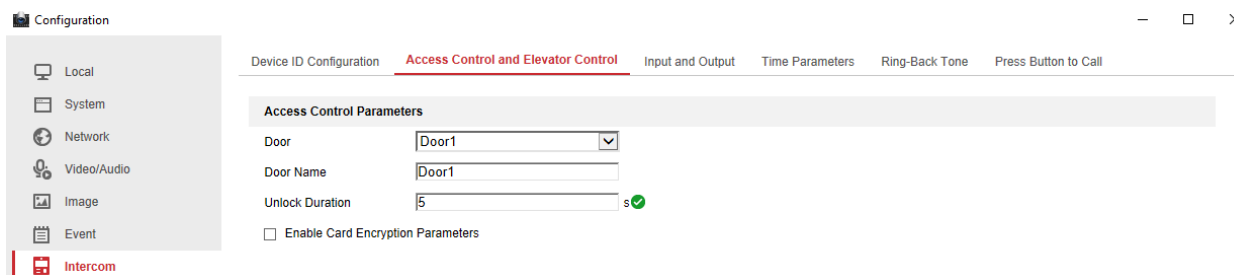 Configuration
Local
System
Network
Video/Audio
Image
Event
Intercom
Device ID Configuration Access Control and Elevator Control Input and Output Time Parameters Ring-Back Tone Press Button to Call
Access Control Parameters
Door Door1
Door Name Door1
Unlock Duration 5 s
Enable Card Encryption Parameters